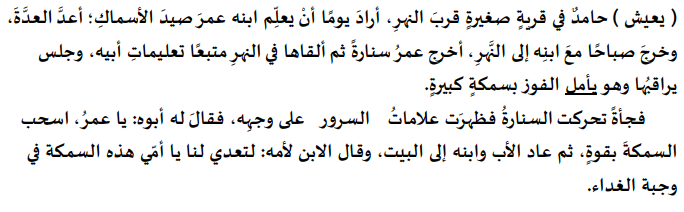 ( يعيش ) حامدٌ في قريةٍ صغيرةٍ قربَ النهرِ، أرادَ يومًا أنْ يعلِّم ابنه عمرَ صيدَ الأسماكِ؛ أعدَّ العدَّةَ،
وخرجَ صباحًا معَ ابنِه إلى النَّهرِ، أخرج عمرُ سنارةً ثم ألقاها في النهرِ متبعًا تعليماتِ أبيه، وجلس
يراقبُها وهو يأمل الفوز بسمكةٍ كبيرةٍ.
فجأةً تحركت السنارةُ فظهرَت علاماتُ السرور على وجهِه، فقالَ له أبوه: يا عمرُ، اسحب
السمكةَ بقوةٍ، ثم عاد الأب وابنه إلى البيت، وقال الابن لأمه: لتعدي لنا يا أمّي هذه السمكة في
وجبة الغداء.